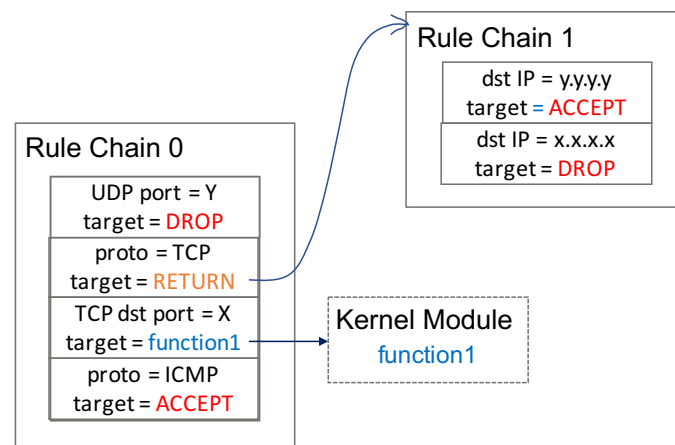 Rule Chain 0
UDP port = Y
target = DROP
proto = TCP
target = RETURN
TCP dst port = X
target = function1
proto = ICMP
target = ACCEPT
Rule Chain 1
dst IP = y.y.y.y
target = ACCEPT
dst IP = x.x.x.x
target = DROP
Kernel Module
function1